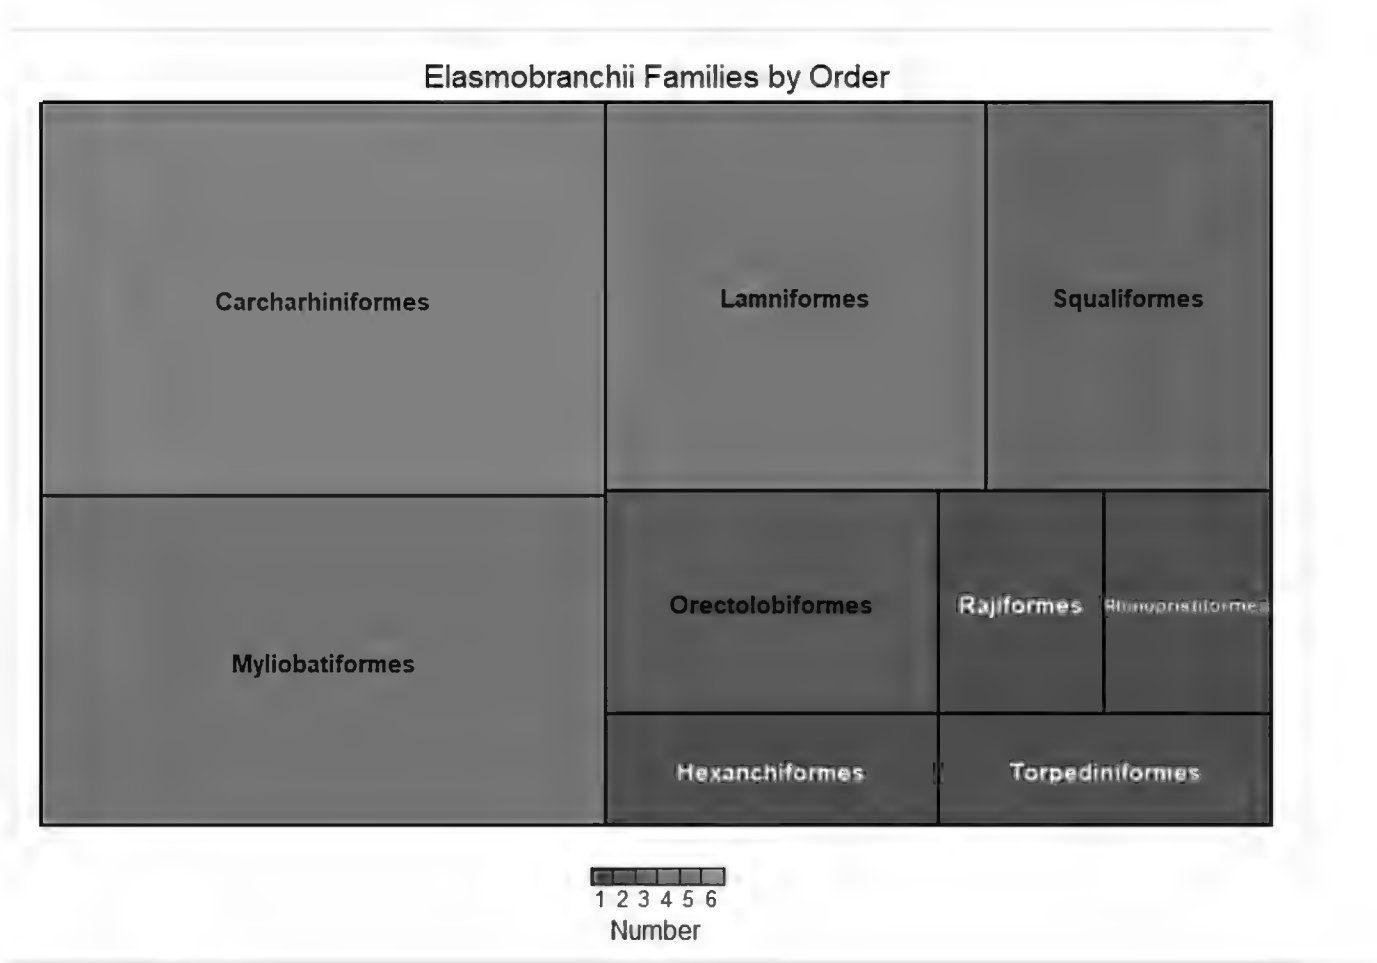 Elasmobranchii Families by Order
Carcharhiniformes
Lamniformes
Squaliformes
Orectolobiformes
Rajiformes
Rhinopristiformes
Myliobatiformes
Hexanchiformes
Torpediniformes
1 2 3 4 5 6
Number